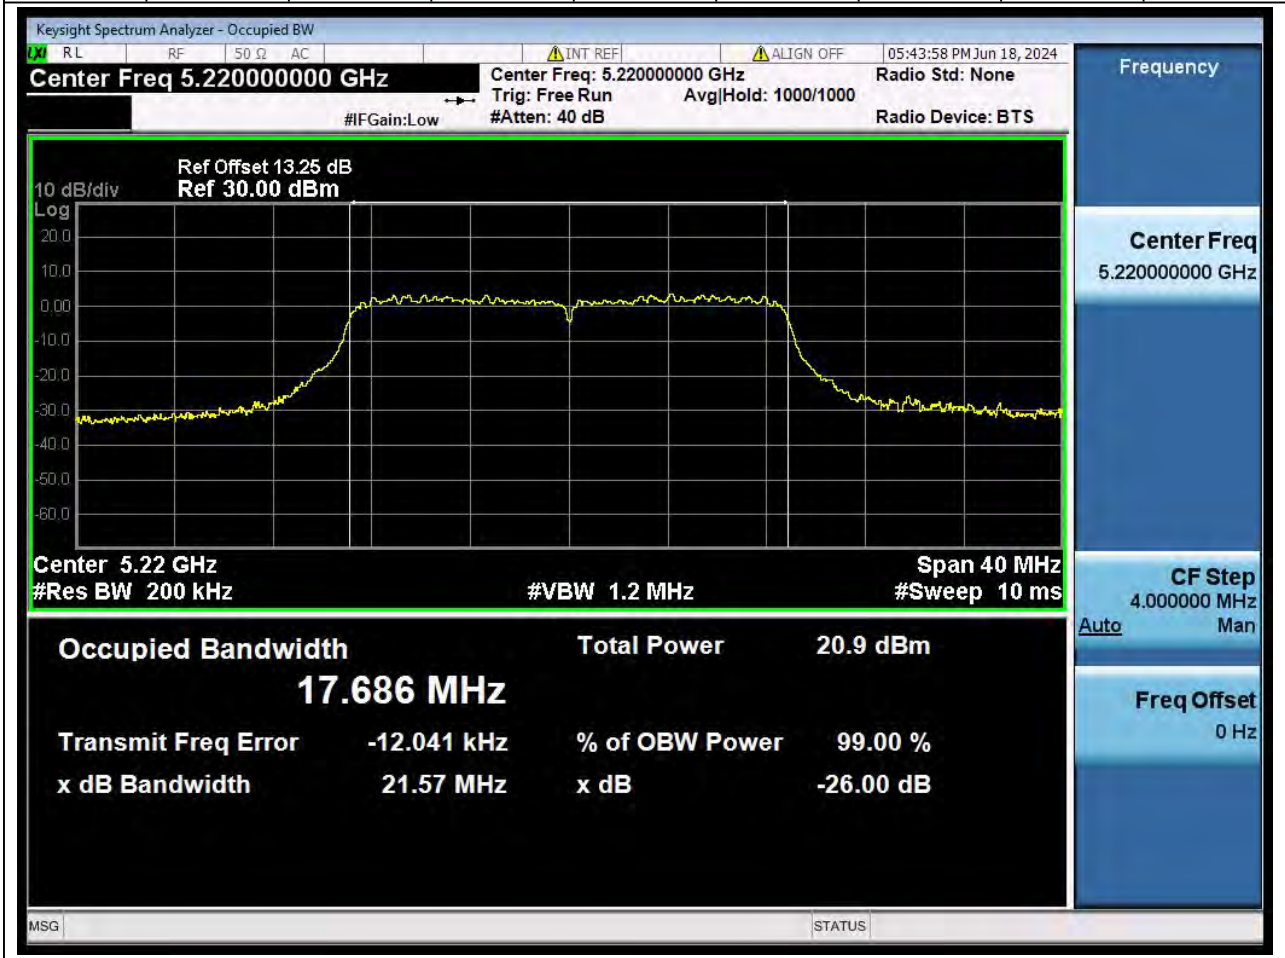 Keysight Spectrum Analyzer - Occupied BW
LXI RL RF 50 Ω AC INT REF ALIGN OFF 05:43:58 PM Jun 18, 2024
Center Freq 5.220000000 GHz
Center Freq: 5.220000000 GHz
Radio Std: None
Trig: Free Run Avg|Hold: 1000/1000
#IFGain:Low
#Atten: 40 dB
Radio Device: BTS
Ref Offset 13.25 dB
10 dB/div Ref 30.00 dBm
Log
20.0
10.0
0.00
-10.0
-20.0
-30.0
-40.0
-50.0
-60.0
Center 5.22 GHz Span 40 MHz
#Res BW 200 kHz #VBW 1.2 MHz #Sweep 10 ms
Occupied Bandwidth Total Power 20.9 dBm
17.686 MHz
Transmit Freq Error -12.041 kHz % of OBW Power 99.00 %
x dB Bandwidth 21.57 MHz x dB -26.00 dB
MSG STATUS
Frequency
Center Freq
5.220000000 GHz
CF Step
4.000000 MHz
Auto Man
Freq Offset
0 Hz